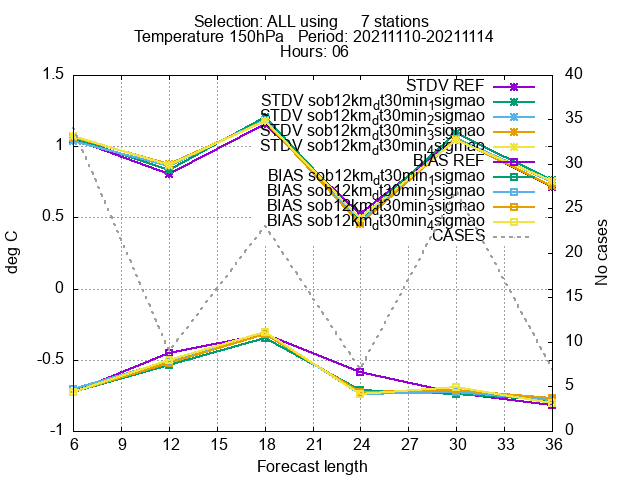 Selection: ALL using 7 stations
Temperature 150hPa Period: 20211110-20211114
Hours: 06
1.5
1
0.5
0
-0.5
-1
deg C
40
35
30
25
20
15
10
5
0
No cases
STDV REF
STDV sob12km_dt30min_1sigmao
STDV sob12km_dt30min_2sigmao
STDV sob12km_dt30min_3sigmao
STDV sob12km_dt30min_4sigmao
BIAS REF
BIAS sob12km_dt30min_1sigmao
BIAS sob12km_dt30min_2sigmao
BIAS sob12km_dt30min_3sigmao
BIAS sob12km_dt30min_4sigmao
CASES
6 9 12 15 18 21 24 27 30 33 36
Forecast length